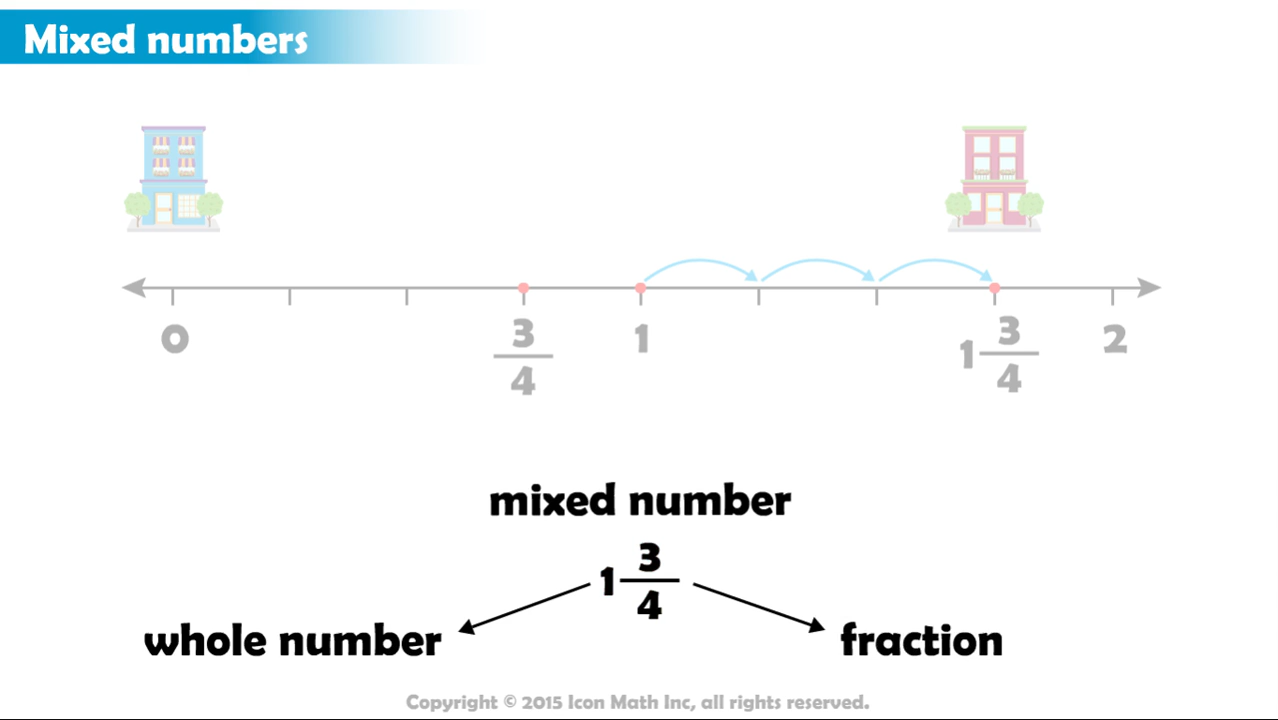 Mixed numbers
0
3/4
1
1 3/4
2
mixed number
1 3/4
whole number
fraction
Copyright © 2015 Icon Math Inc, all rights reserved.